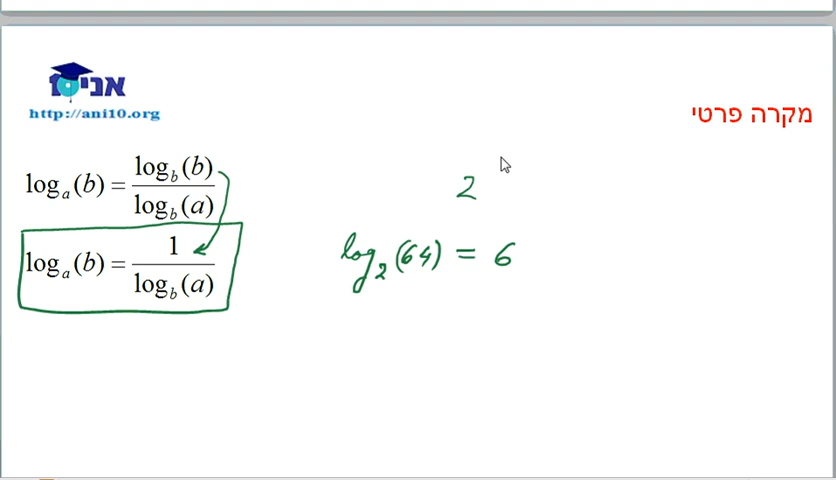 אני10
http://ani10.org
מקרה פרטי
log_a(b) = log_b(b) / log_b(a)
2
log_a(b) = 1 / log_b(a)
log_2(64) = 6